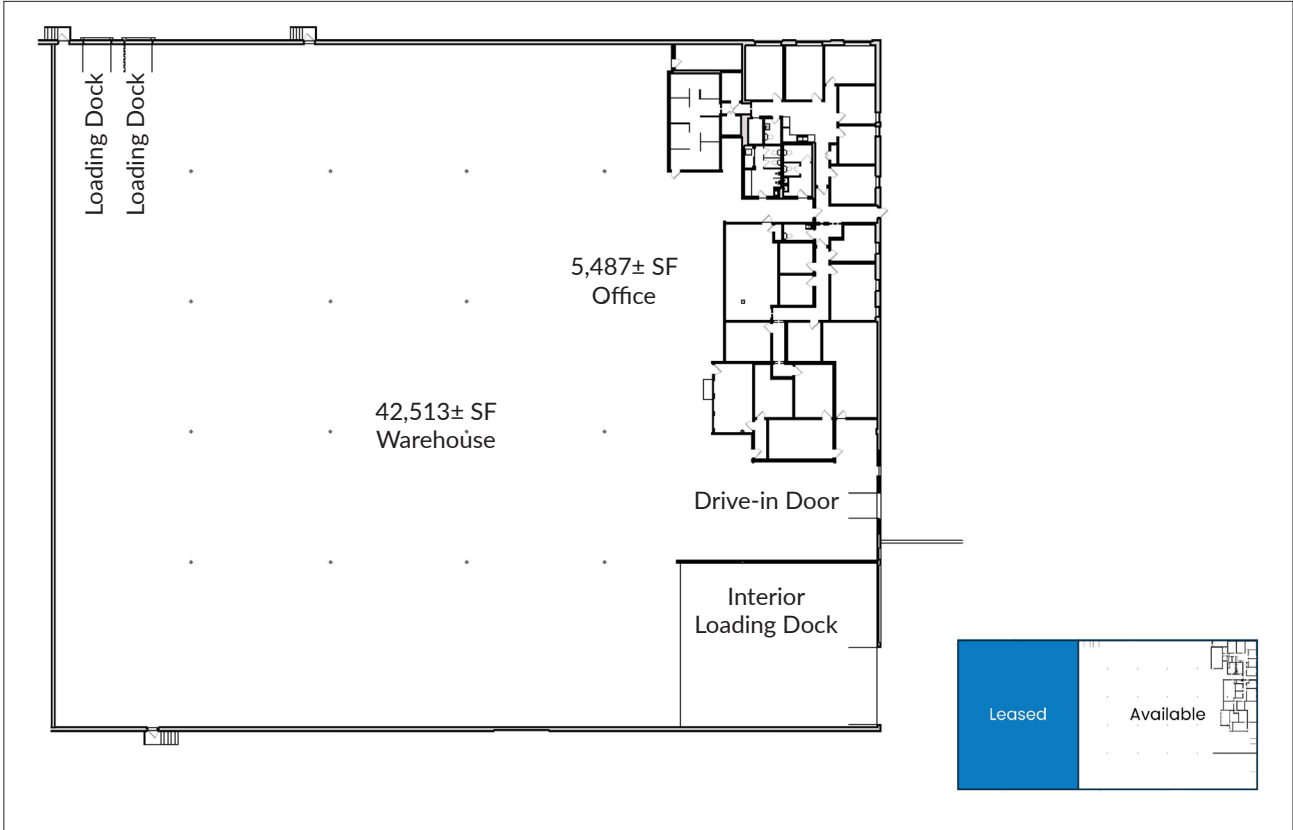 Loading Dock
Loading Dock
5,487± SF
Office
42,513± SF
Warehouse
Drive-in Door
Interior
Loading Dock
Leased
Available